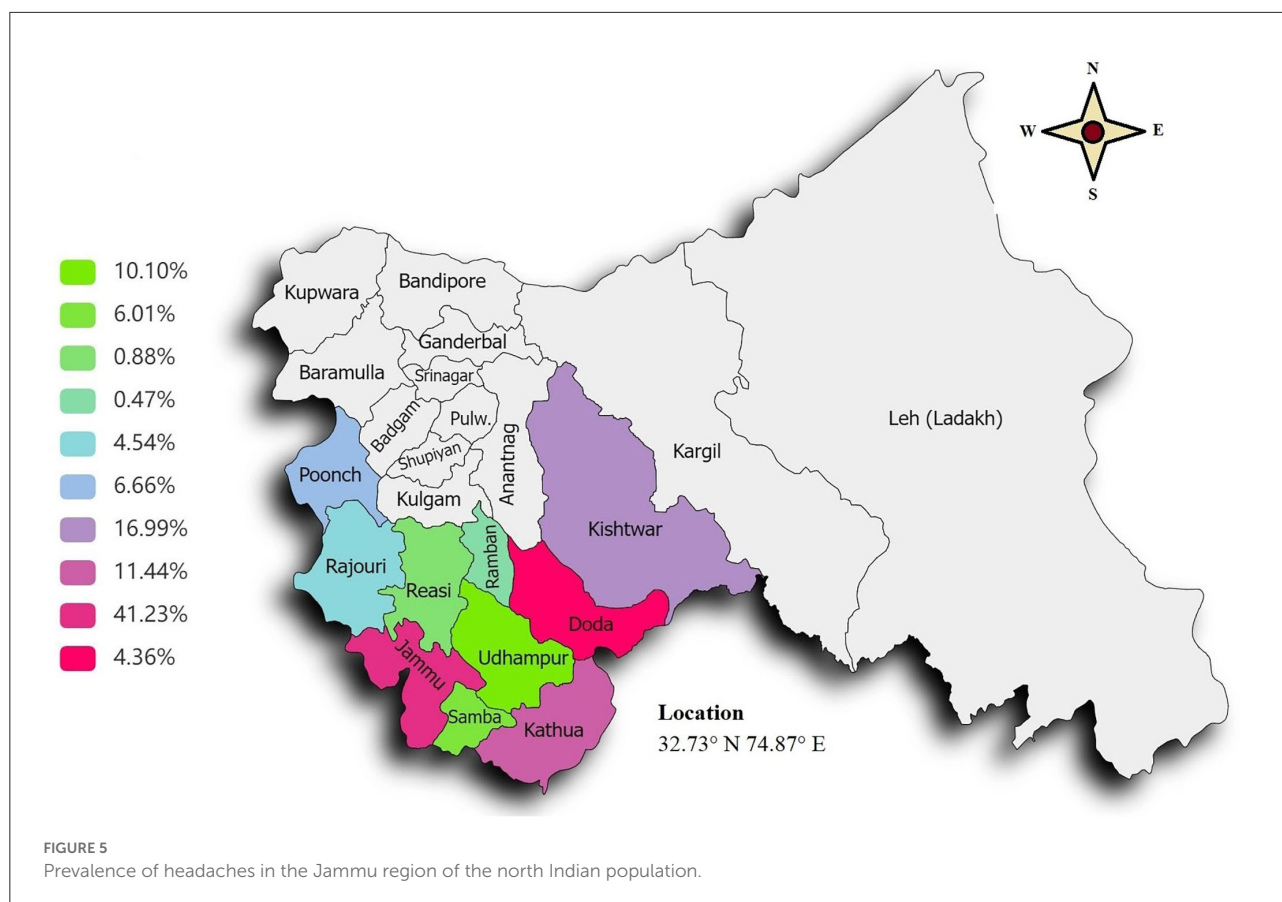 N
W E
S
10.10%
6.01%
0.88%
0.47%
4.54%
6.66%
16.99%
11.44%
41.23%
4.36%
Kupwara
Bandipore
Ganderbal
Baramulla
Srinagar
Badgam
Pulw.
Shupiyan
Anantnag
Kulgam
Kargil
Leh (Ladakh)
Poonch
Kishtwar
Rajouri
Reasi
Ramban
Doda
Jammu
Udhampur
Samba
Kathua
Location
32.73° N 74.87° E
FIGURE 5
Prevalence of headaches in the Jammu region of the north Indian population.